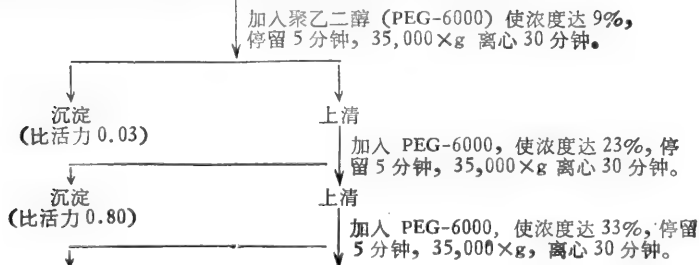 加入聚乙二醇（PEG-6000）使浓度达 9%，
停留 5 分钟，35,000×g 离心 30 分钟。
沉淀
（比活力 0.03）
上清
加入 PEG-6000，使浓度达 23%，停
留 5 分钟，35,000×g 离心 30 分钟。
沉淀
（比活力 0.80）
上清
加入 PEG-6000，使浓度达 33%，停留
5 分钟，35,000×g，离心 30 分钟。